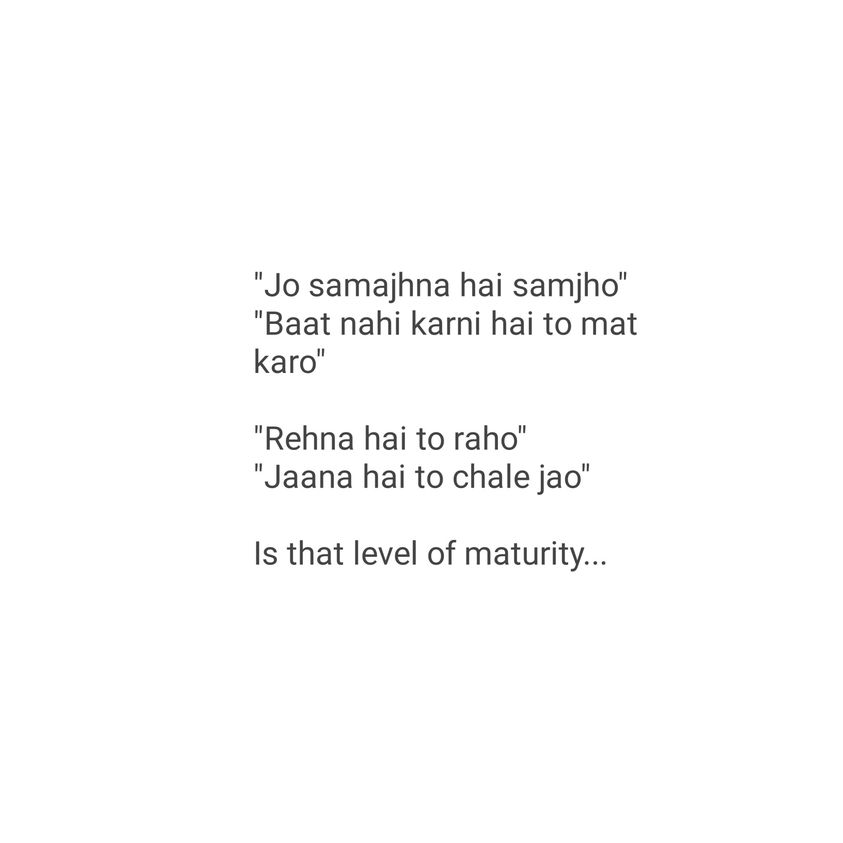 "Jo samajhna hai samjho"
"Baat nahi karni hai to mat
karo"
"Rehna hai to raho"
"Jaana hai to chale jao"
Is that level of maturity...